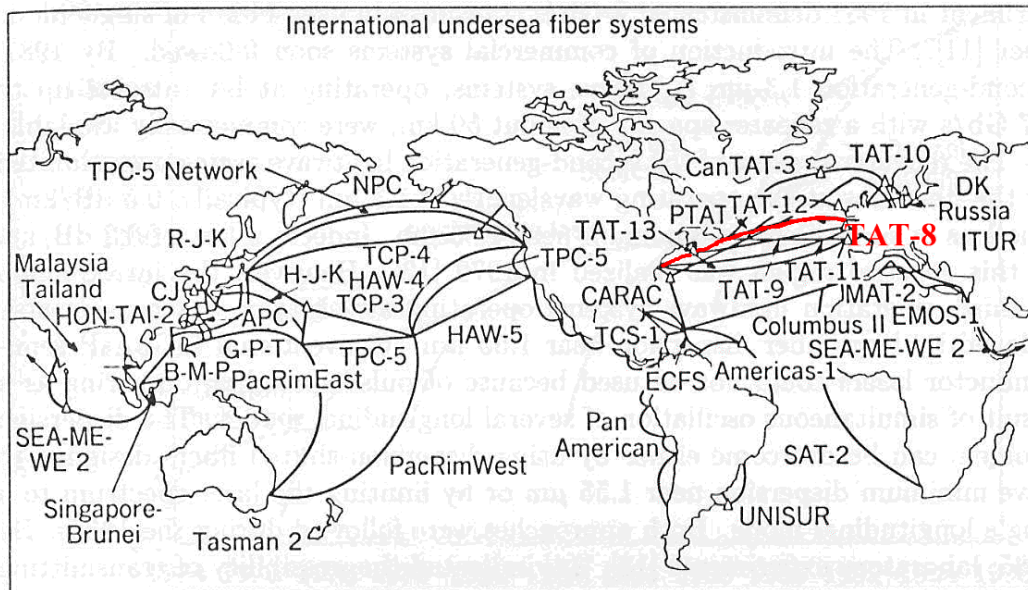 International undersea fiber systems
TPC-5 Network
NPC
CanTAT-3
TAT-10
DK
Russia
PTAT
TAT-12
TAT-8
TAT-13
ITUR
R-J-K
TCP-4
TPC-5
Malaysia
Tailand
H-J-K
HAW-4
TAT-11
CJ
TCP-3
CARAC
TAT-9
MAT-2
HON-TAI-2
APC
HAW-5
TCS-1
Columbus II
EMOS-1
G-P-T
TPC-5
SEA-ME-WE 2
B-M-P
PacRimEast
ECFS
Americas-1
SEA-ME-
WE 2
Pan
American
PacRimWest
SAT-2
Singapore-
Brunei
Tasman 2
UNISUR